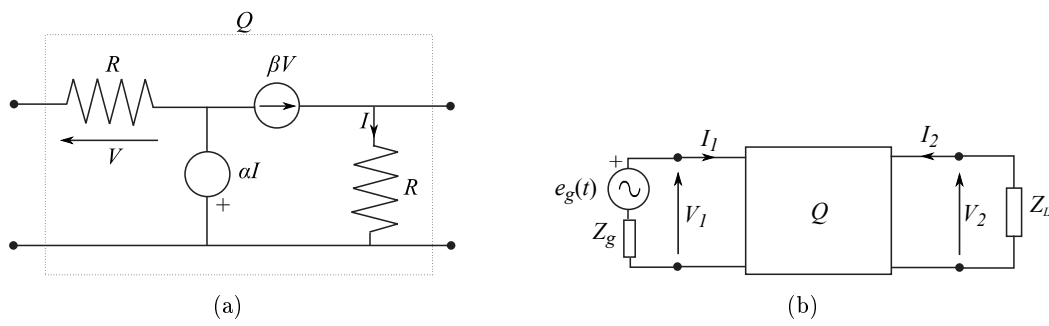 Q
R
βV
I
V
αI
+
R
(a)
I1
I2
+
eg(t)
V1
Q
V2
ZL
Zg
(b)